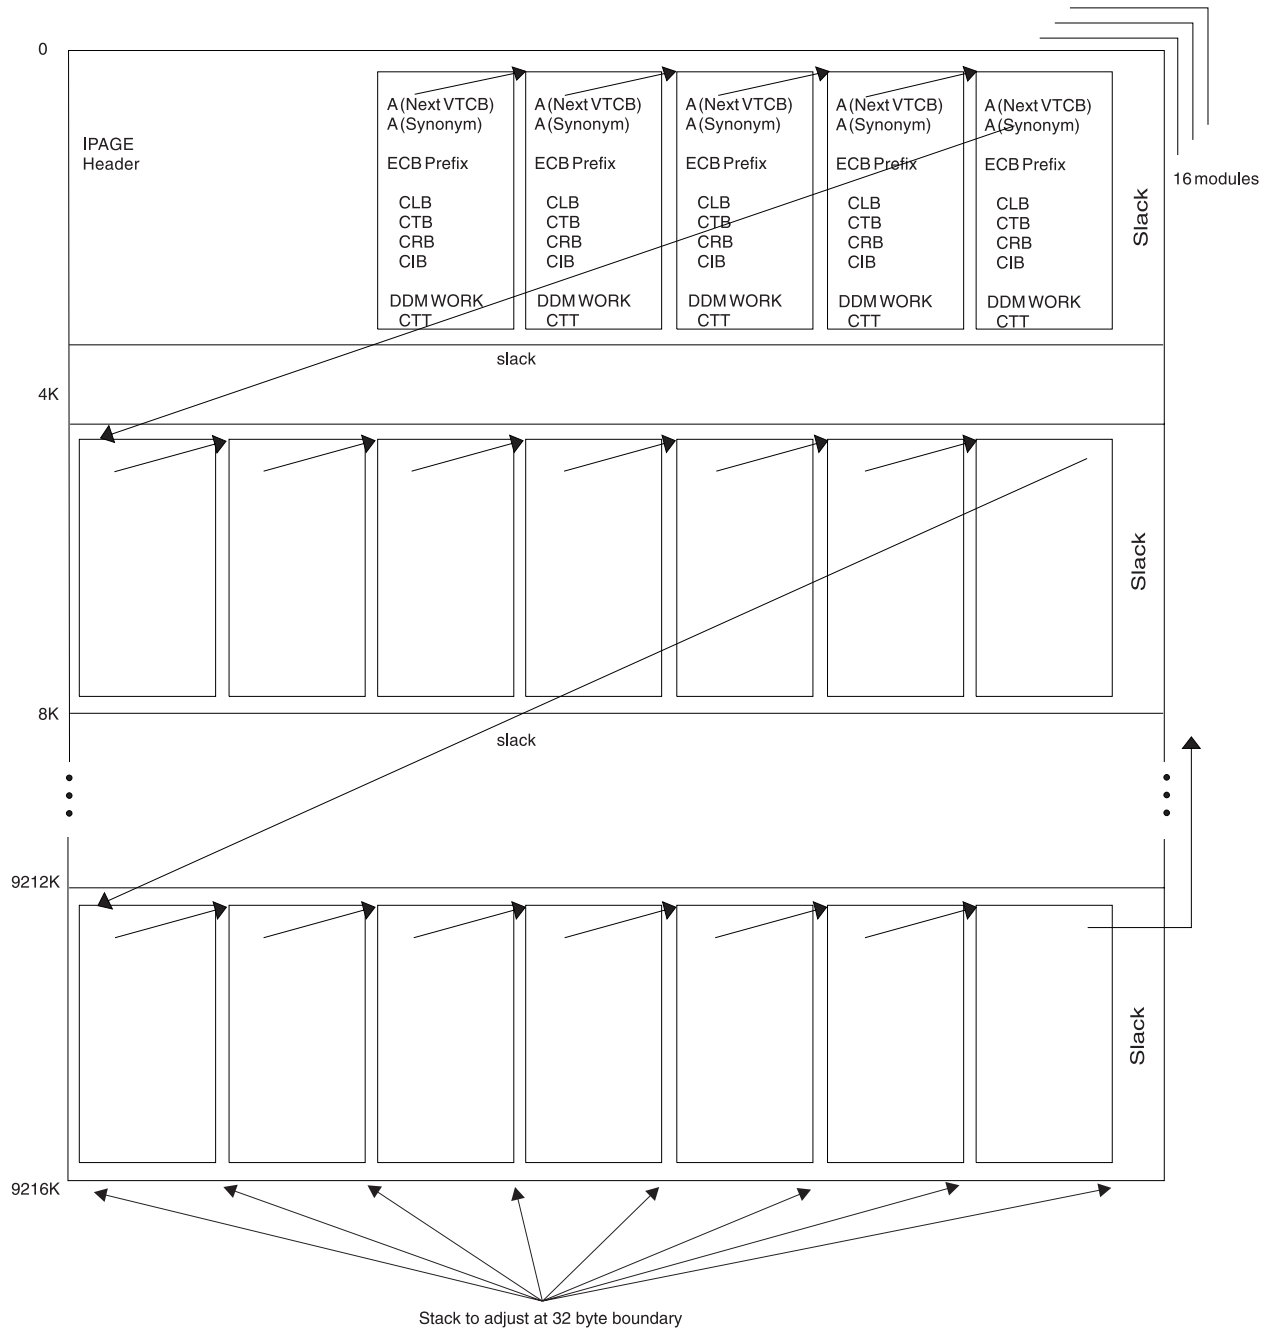 0
IPAGE
Header
A (Next VTCB)
A (Synonym)
ECB Prefix
CLB
CTB
CRB
CIB
DDM WORK
CTT
A (Next VTCB)
A (Synonym)
ECB Prefix
CLB
CTB
CRB
CIB
DDM WORK
CTT
A (Next VTCB)
A (Synonym)
ECB Prefix
CLB
CTB
CRB
CIB
DDM WORK
CTT
A (Next VTCB)
A (Synonym)
ECB Prefix
CLB
CTB
CRB
CIB
DDM WORK
CTT
A (Next VTCB)
A (Synonym)
ECB Prefix
CLB
CTB
CRB
CIB
DDM WORK
CTT
Slack
16 modules
slack
4K
Slack
8K
slack
9212K
Slack
9216K
Stack to adjust at 32 byte boundary